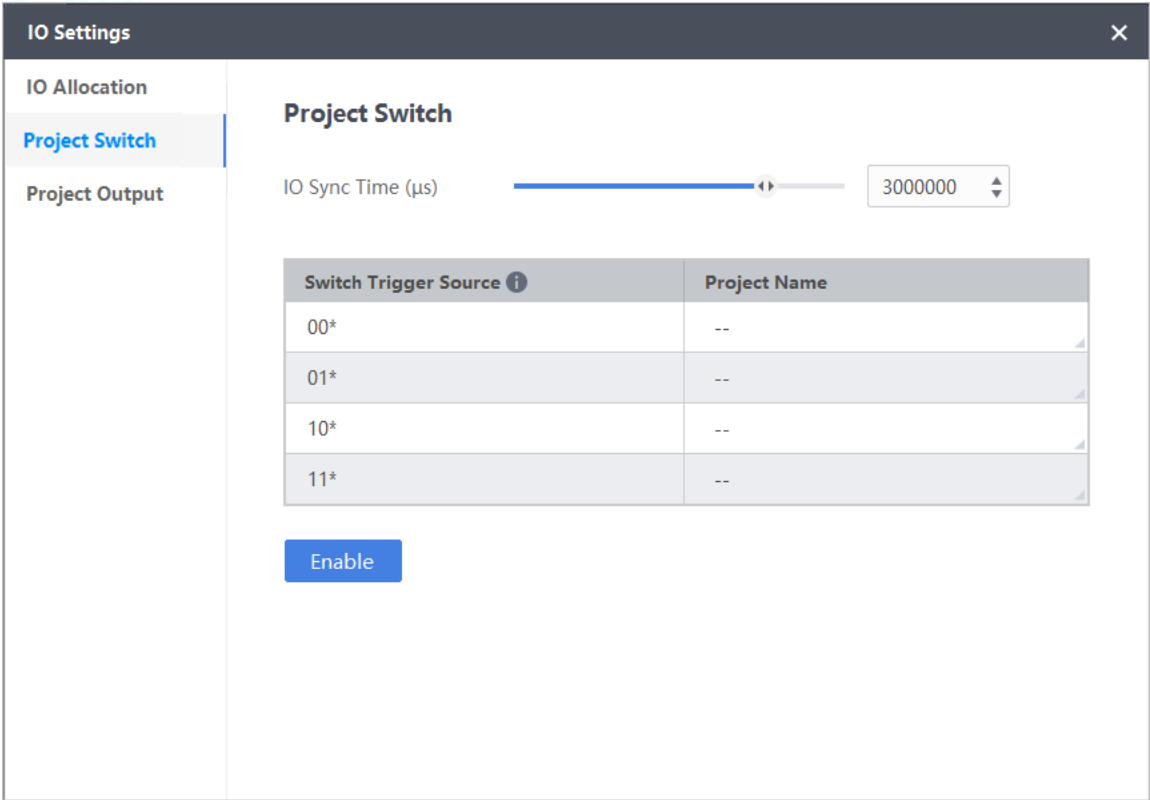 IO Settings
IO Allocation
Project Switch
Project Output
Project Switch
IO Sync Time (µs) 3000000
Switch Trigger Source Project Name
00* --
01* --
10* --
11* --
Enable